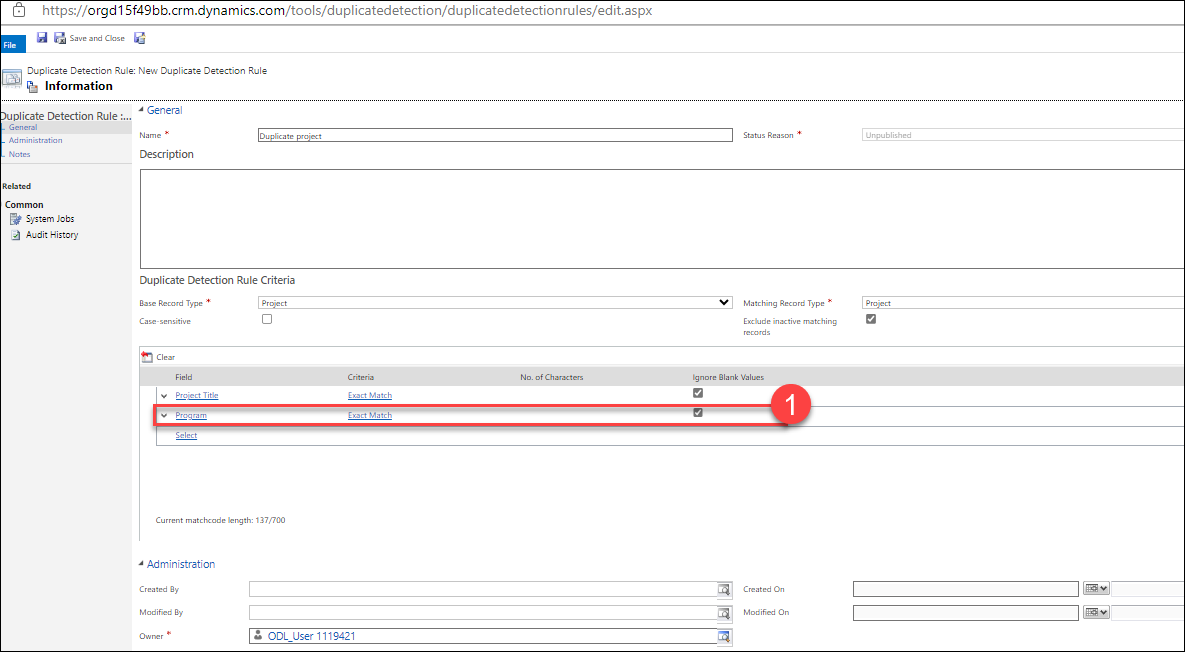 https://orgd15f49bb.crm.dynamics.com/tools/duplicatedetection/duplicatedetectionrules/edit.aspx
File
Save and Close
Duplicate Detection Rule: New Duplicate Detection Rule
Information
Duplicate Detection Rule :...
General
Administration
Notes
Related
Common
System Jobs
Audit History
General
Name * Duplicate project Status Reason * Unpublished
Description
Duplicate Detection Rule Criteria
Base Record Type * Project Matching Record Type * Project
Case-sensitive Exclude inactive matching
records
Clear
Field Criteria No. of Characters Ignore Blank Values
Project Title Exact Match
Program Exact Match
1
Select
Current matchcode length: 137/700
Administration
Created By Created On
Modified By Modified On
Owner * ODL_User 1119421